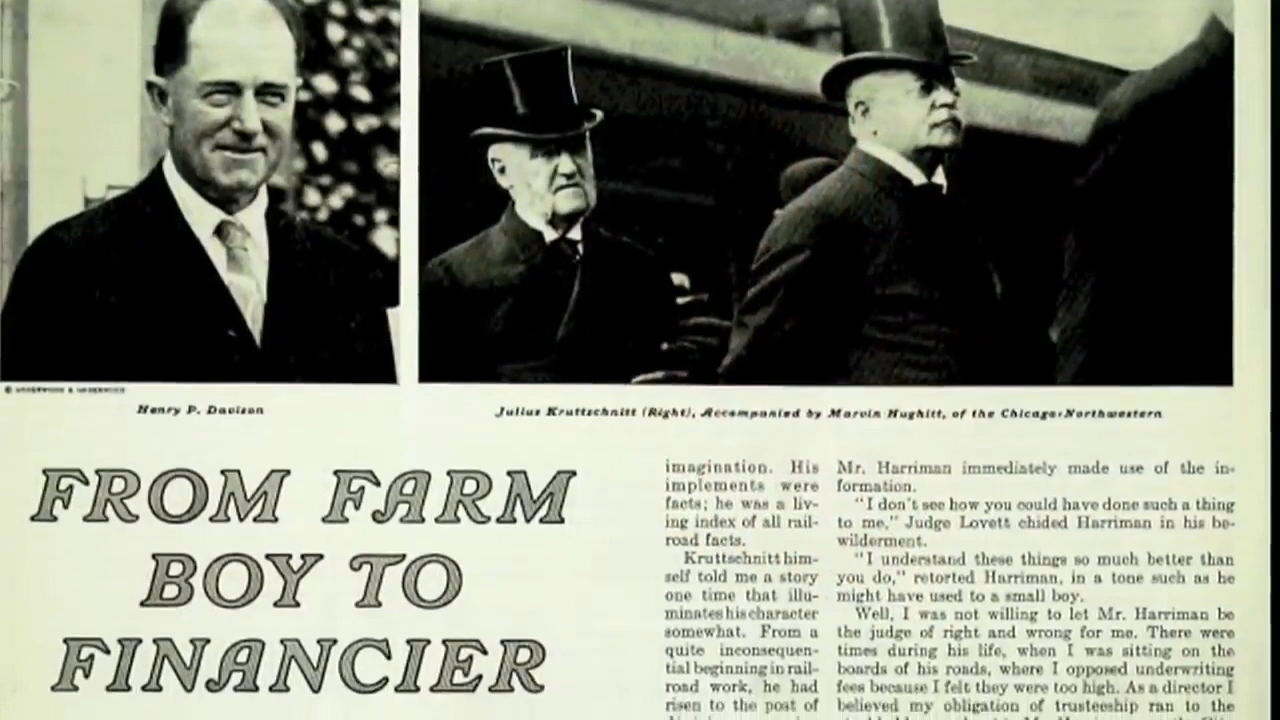 © UNDERWOOD & UNDERWOOD
Henry P. Davison
Julius Kruttschnitt (Right), Accompanied by Marvin Hughitt, of the Chicago-Northwestern
FROM FARM
BOY TO
FINANCIER
imagination. His
implements were
facts; he was a liv-
ing index of all rail-
road facts.
Kruttschnitt him-
self told me a story
one time that illu-
minates his character
somewhat. From a
quite inconsequen-
tial beginning in rail-
road work, he had
risen to the post of
Mr. Harriman immediately made use of the in-
formation.
"I don't see how you could have done such a thing
to me," Judge Lovett chided Harriman in his be-
wilderment.
"I understand these things so much better than
you do," retorted Harriman, in a tone such as he
might have used to a small boy.
Well, I was not willing to let Mr. Harriman be
the judge of right and wrong for me. There were
times during his life, when I was sitting on the
boards of his roads, where I opposed underwriting
fees because I felt they were too high. As a director I
believed my obligation of trusteeship ran to the